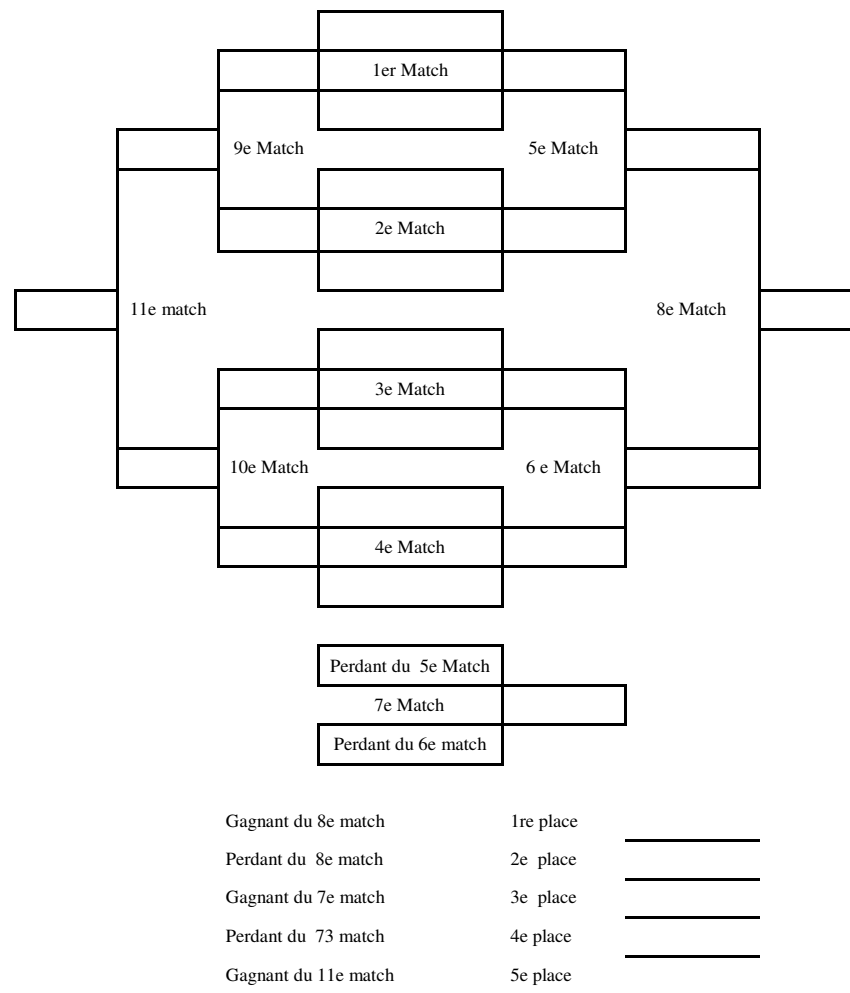 1er Match
9e Match
5e Match
2e Match
11e match
8e Match
3e Match
10e Match
6 e Match
4e Match
Perdant du  5e Match
7e Match
Perdant du 6e match
Gagnant du 8e match 1re place
Perdant du  8e match 2e  place
Gagnant du 7e match 3e  place
Perdant du  73 match 4e place
Gagnant du 11e match 5e place